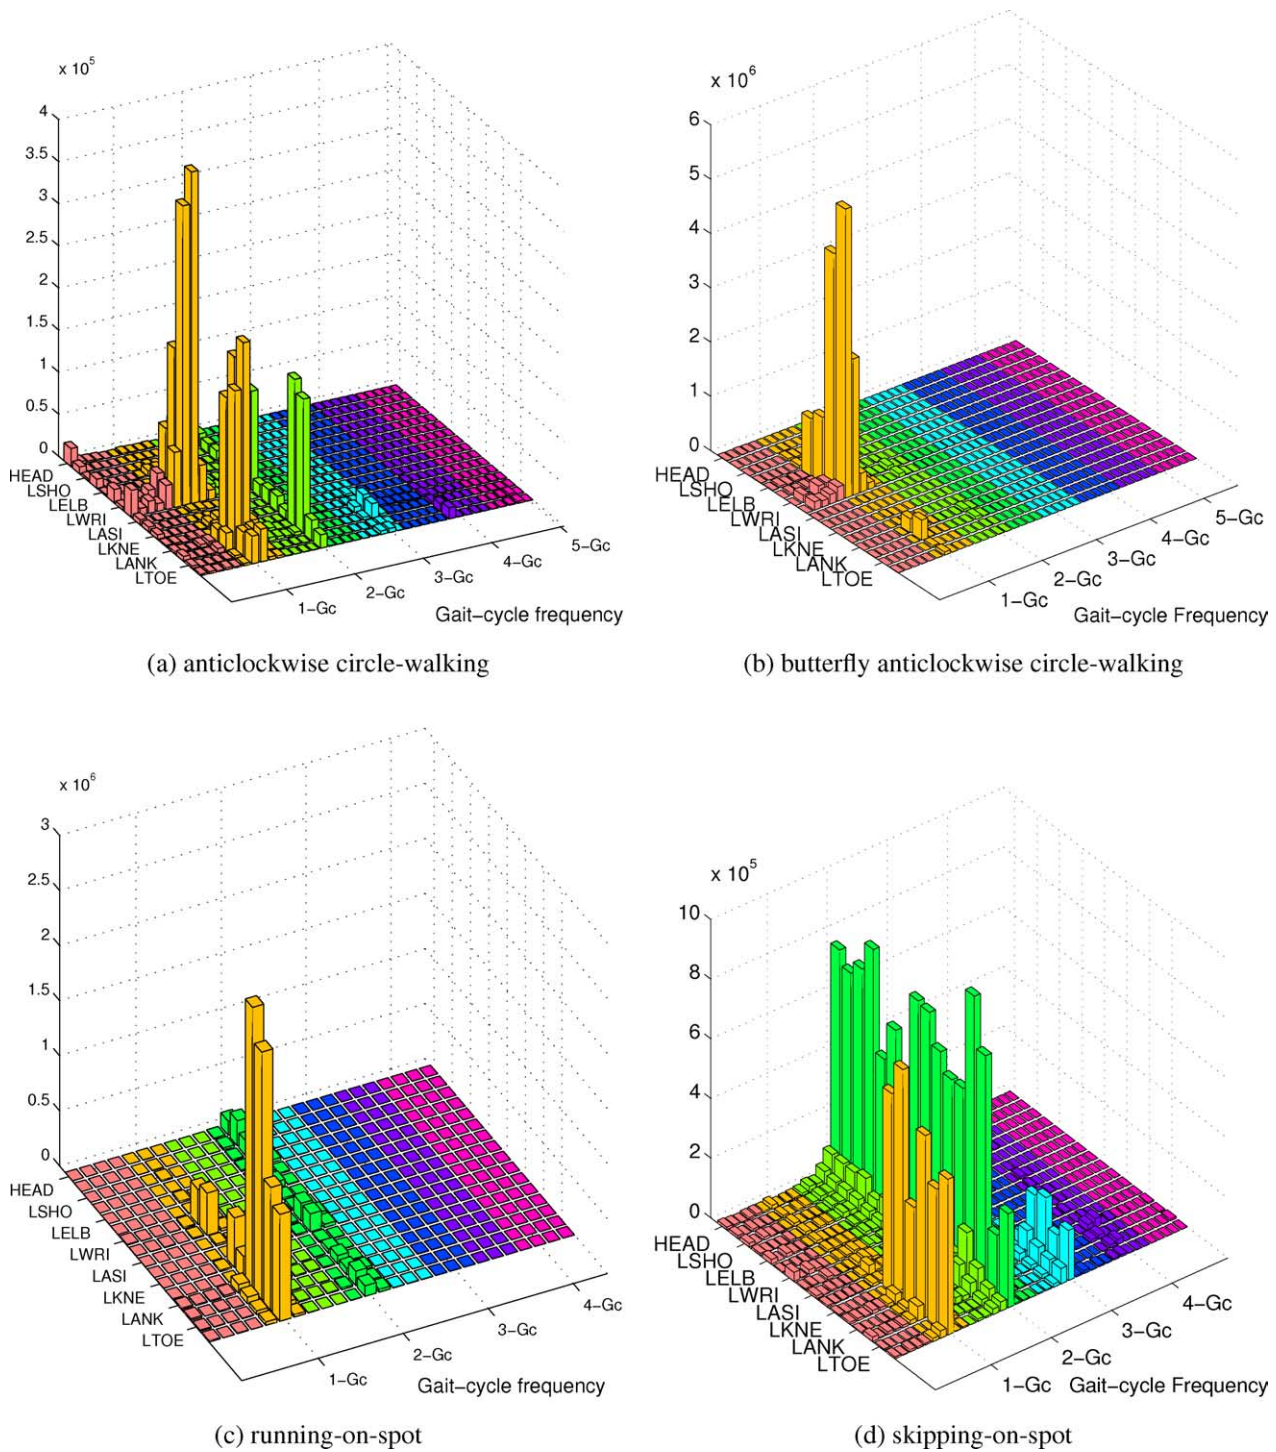 x 10^5
4
3.5
3
2.5
2
1.5
1
0.5
0
HEAD
LSHO
LELB
LWRI
LASI
LKNE
LANK
LTOE
1-Gc
2-Gc
3-Gc
4-Gc
5-Gc
Gait-cycle frequency
(a) anticlockwise circle-walking
x 10^6
6
5
4
3
2
1
0
HEAD
LSHO
LELB
LWRI
LASI
LKNE
LANK
LTOE
1-Gc
2-Gc
3-Gc
4-Gc
5-Gc
Gait-cycle Frequency
(b) butterfly anticlockwise circle-walking
x 10^6
3
2.5
2
1.5
1
0.5
0
HEAD
LSHO
LELB
LWRI
LASI
LKNE
LANK
LTOE
1-Gc
2-Gc
3-Gc
4-Gc
Gait-cycle frequency
(c) running-on-spot
x 10^5
10
8
6
4
2
0
HEAD
LSHO
LELB
LWRI
LASI
LKNE
LANK
LTOE
1-Gc
2-Gc
3-Gc
4-Gc
Gait-cycle Frequency
(d) skipping-on-spot